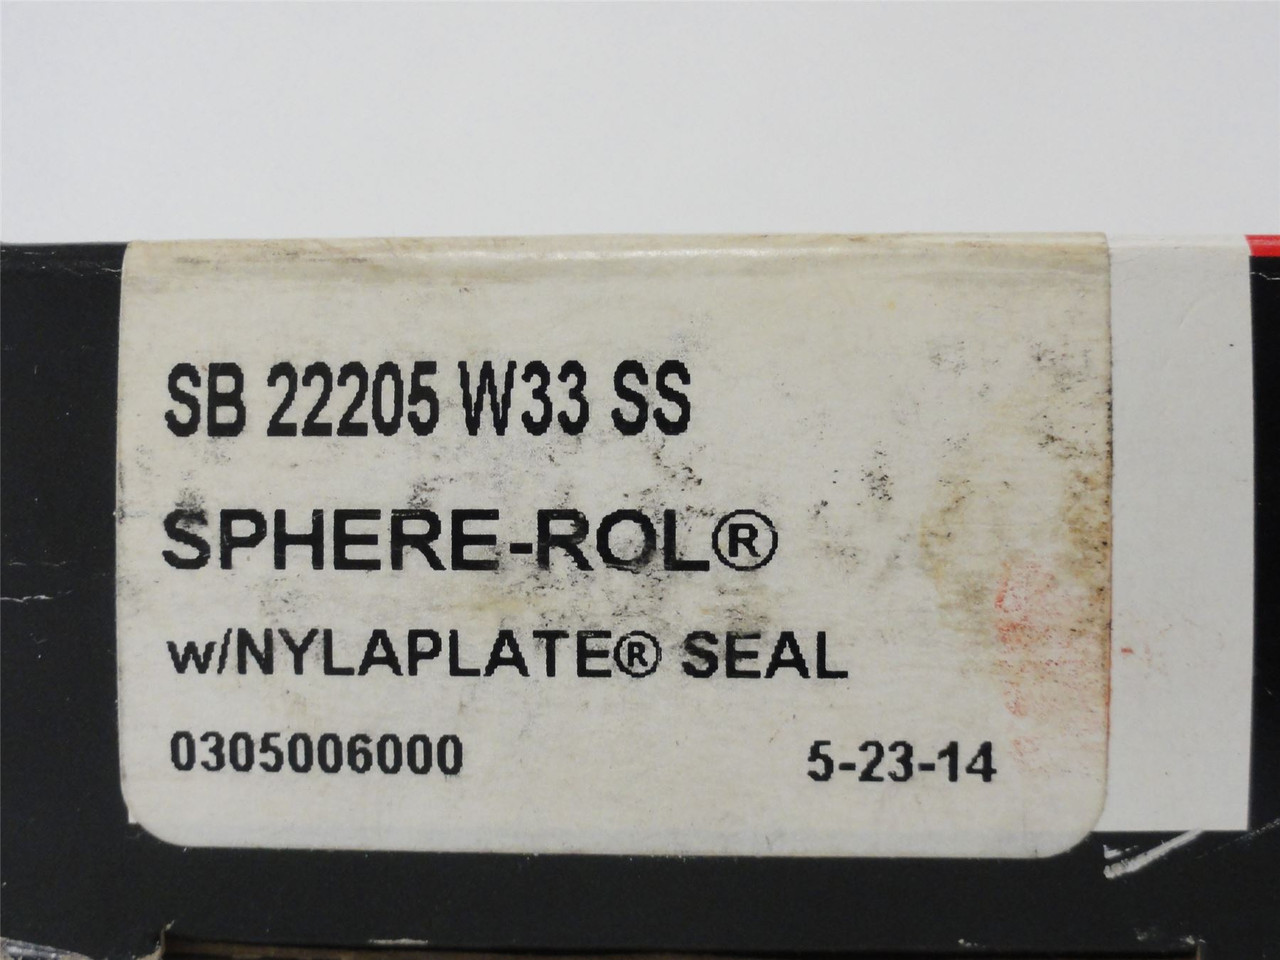 SB 22205 W33 SS
SPHERE-ROL®
w/NYLAPLATE® SEAL
0305006000 5-23-14